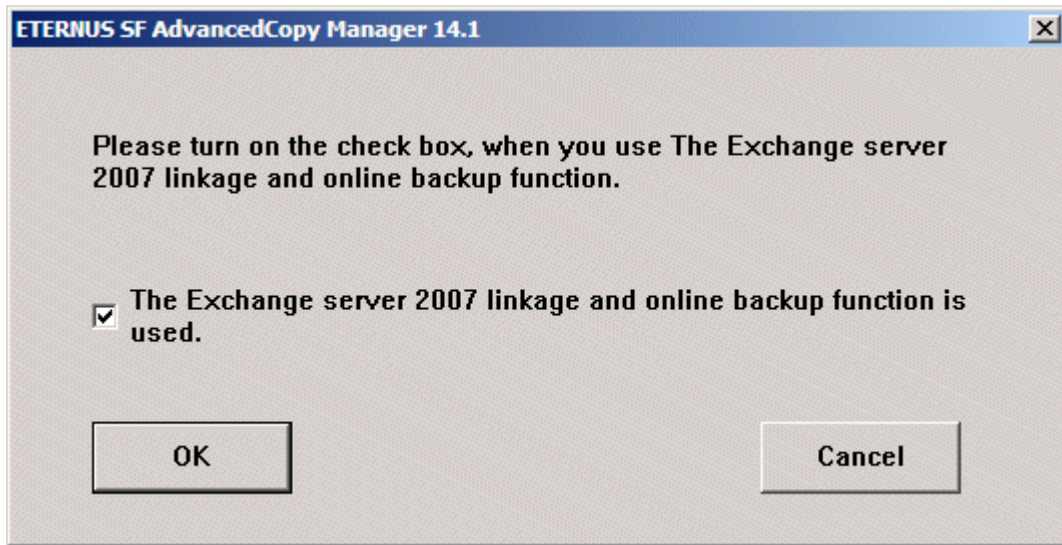 ETERNUS SF AdvancedCopy Manager 14.1
Please turn on the check box, when you use The Exchange server
2007 linkage and online backup function.
The Exchange server 2007 linkage and online backup function is
used.
OK
Cancel